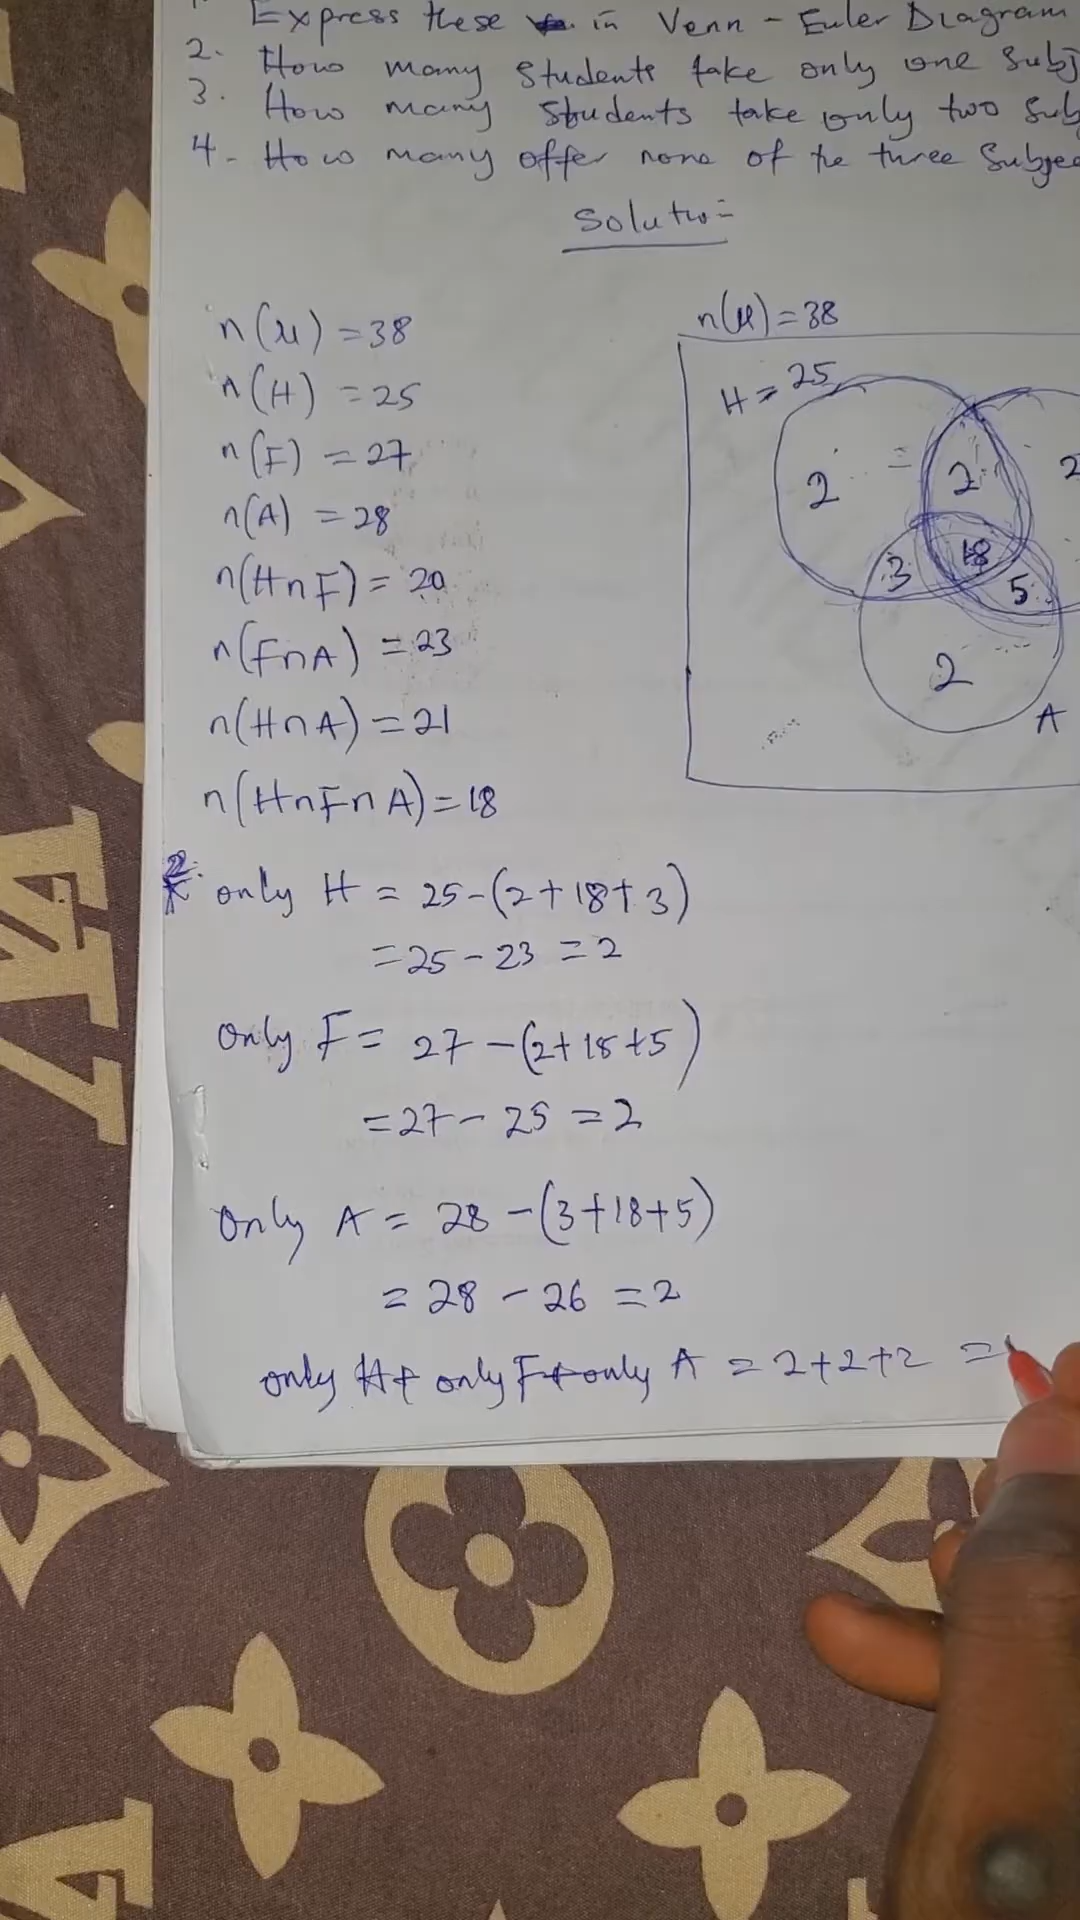 Express these in Venn - Euler Diagram
2. How many students take only one Subj
3. How many students take only two Sub
4. How many offer none of the three Subjec
Solution
n(μ) = 38
n(H) = 25
n(F) = 27
n(A) = 28
n(H∩F) = 20
n(F∩A) = 23
n(H∩A) = 21
n(H∩F∩A) = 18
n(μ) = 38
H = 25
2
2
2
3
18
5
2
A
2. only H = 25 - (2 + 18 + 3)
= 25 - 23 = 2
Only F = 27 - (2 + 18 + 5)
= 27 - 25 = 2
Only A = 28 - (3 + 18 + 5)
= 28 - 26 = 2
only H + only F + only A = 2 + 2 + 2 =